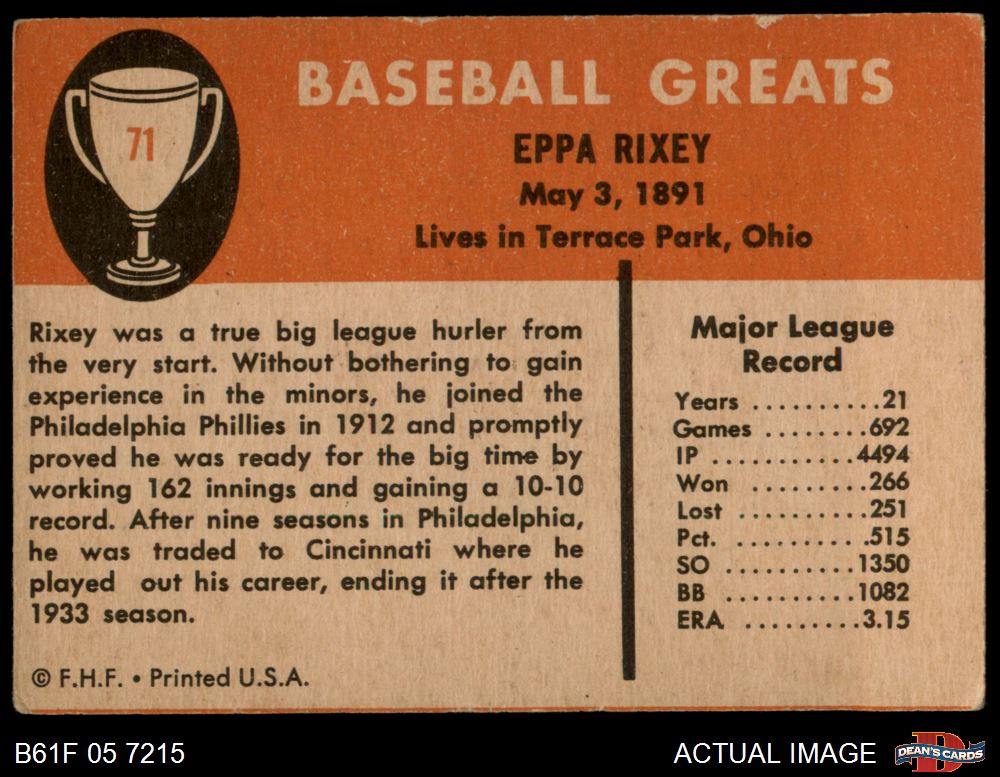 71
BASEBALL GREATS
EPPA RIXEY
May 3, 1891
Lives in Terrace Park, Ohio
Rixey was a true big league hurler from
the very start. Without bothering to gain
experience in the minors, he joined the
Philadelphia Phillies in 1912 and promptly
proved he was ready for the big time by
working 162 innings and gaining a 10-10
record. After nine seasons in Philadelphia,
he was traded to Cincinnati where he
played out his career, ending it after the
1933 season.
© F.H.F. • Printed U.S.A.
Major League
Record
Years ..........21
Games ........692
IP ...........4494
Won .........266
Lost ..........251
Pct. ..........515
SO ..........1350
BB ..........1082
ERA .........3.15
B61F 05 7215
ACTUAL IMAGE
D
DEAN'S CARDS